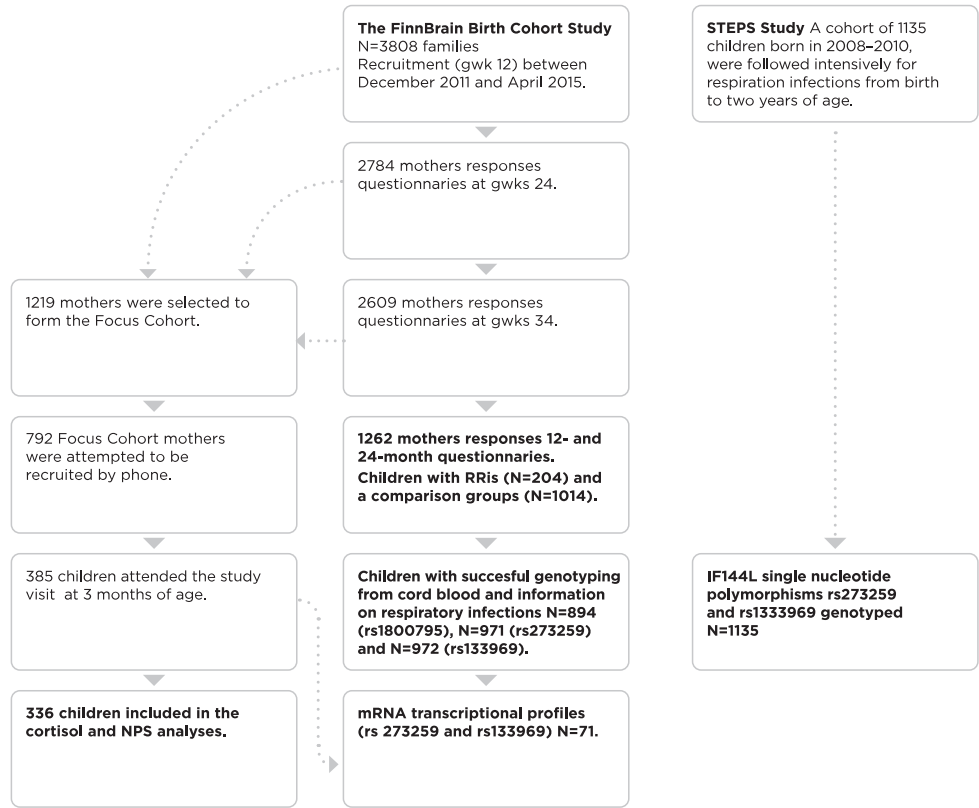 The FinnBrain Birth Cohort Study
N=3808 families
Recruitment (gwk 12) between
December 2011 and April 2015.
STEPS Study A cohort of 1135
children born in 2008–2010,
were followed intensively for
respiration infections from birth
to two years of age.
2784 mothers responses
questionnaries at gwks 24.
1219 mothers were selected to
form the Focus Cohort.
2609 mothers responses
questionnaries at gwks 34.
792 Focus Cohort mothers
were attempted to be
recruited by phone.
1262 mothers responses 12- and
24-month questionnaries.
Children with RRis (N=204) and
a comparison groups (N=1014).
385 children attended the study
visit at 3 months of age.
Children with succesful genotyping
from cord blood and information
on respiratory infections N=894
(rs1800795), N=971 (rs273259)
and N=972 (rs133969).
IF144L single nucleotide
polymorphisms rs273259
and rs1333969 genotyped
N=1135
336 children included in the
cortisol and NPS analyses.
mRNA transcriptional profiles
(rs 273259 and rs133969) N=71.